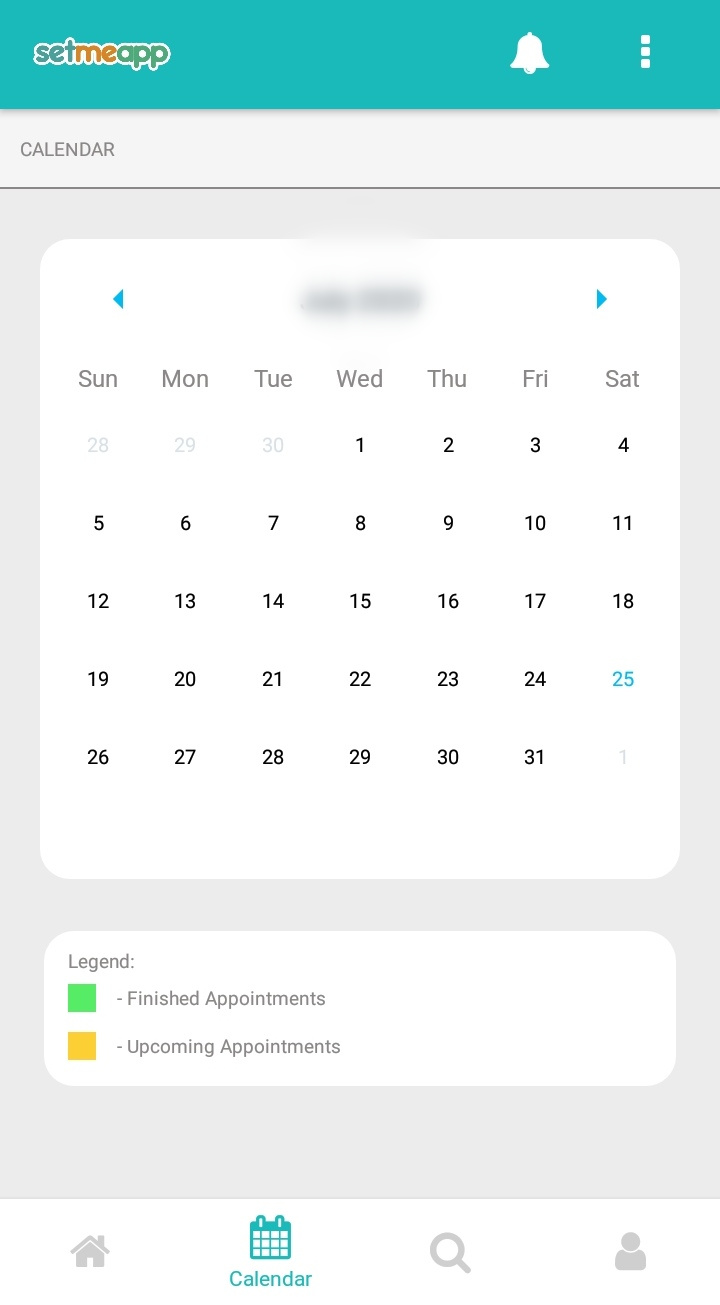 setmeapp
CALENDAR
Sun Mon Tue Wed Thu Fri Sat
28 29 30 1 2 3 4
5 6 7 8 9 10 11
12 13 14 15 16 17 18
19 20 21 22 23 24 25
26 27 28 29 30 31 1
Legend:
- Finished Appointments
- Upcoming Appointments
Calendar